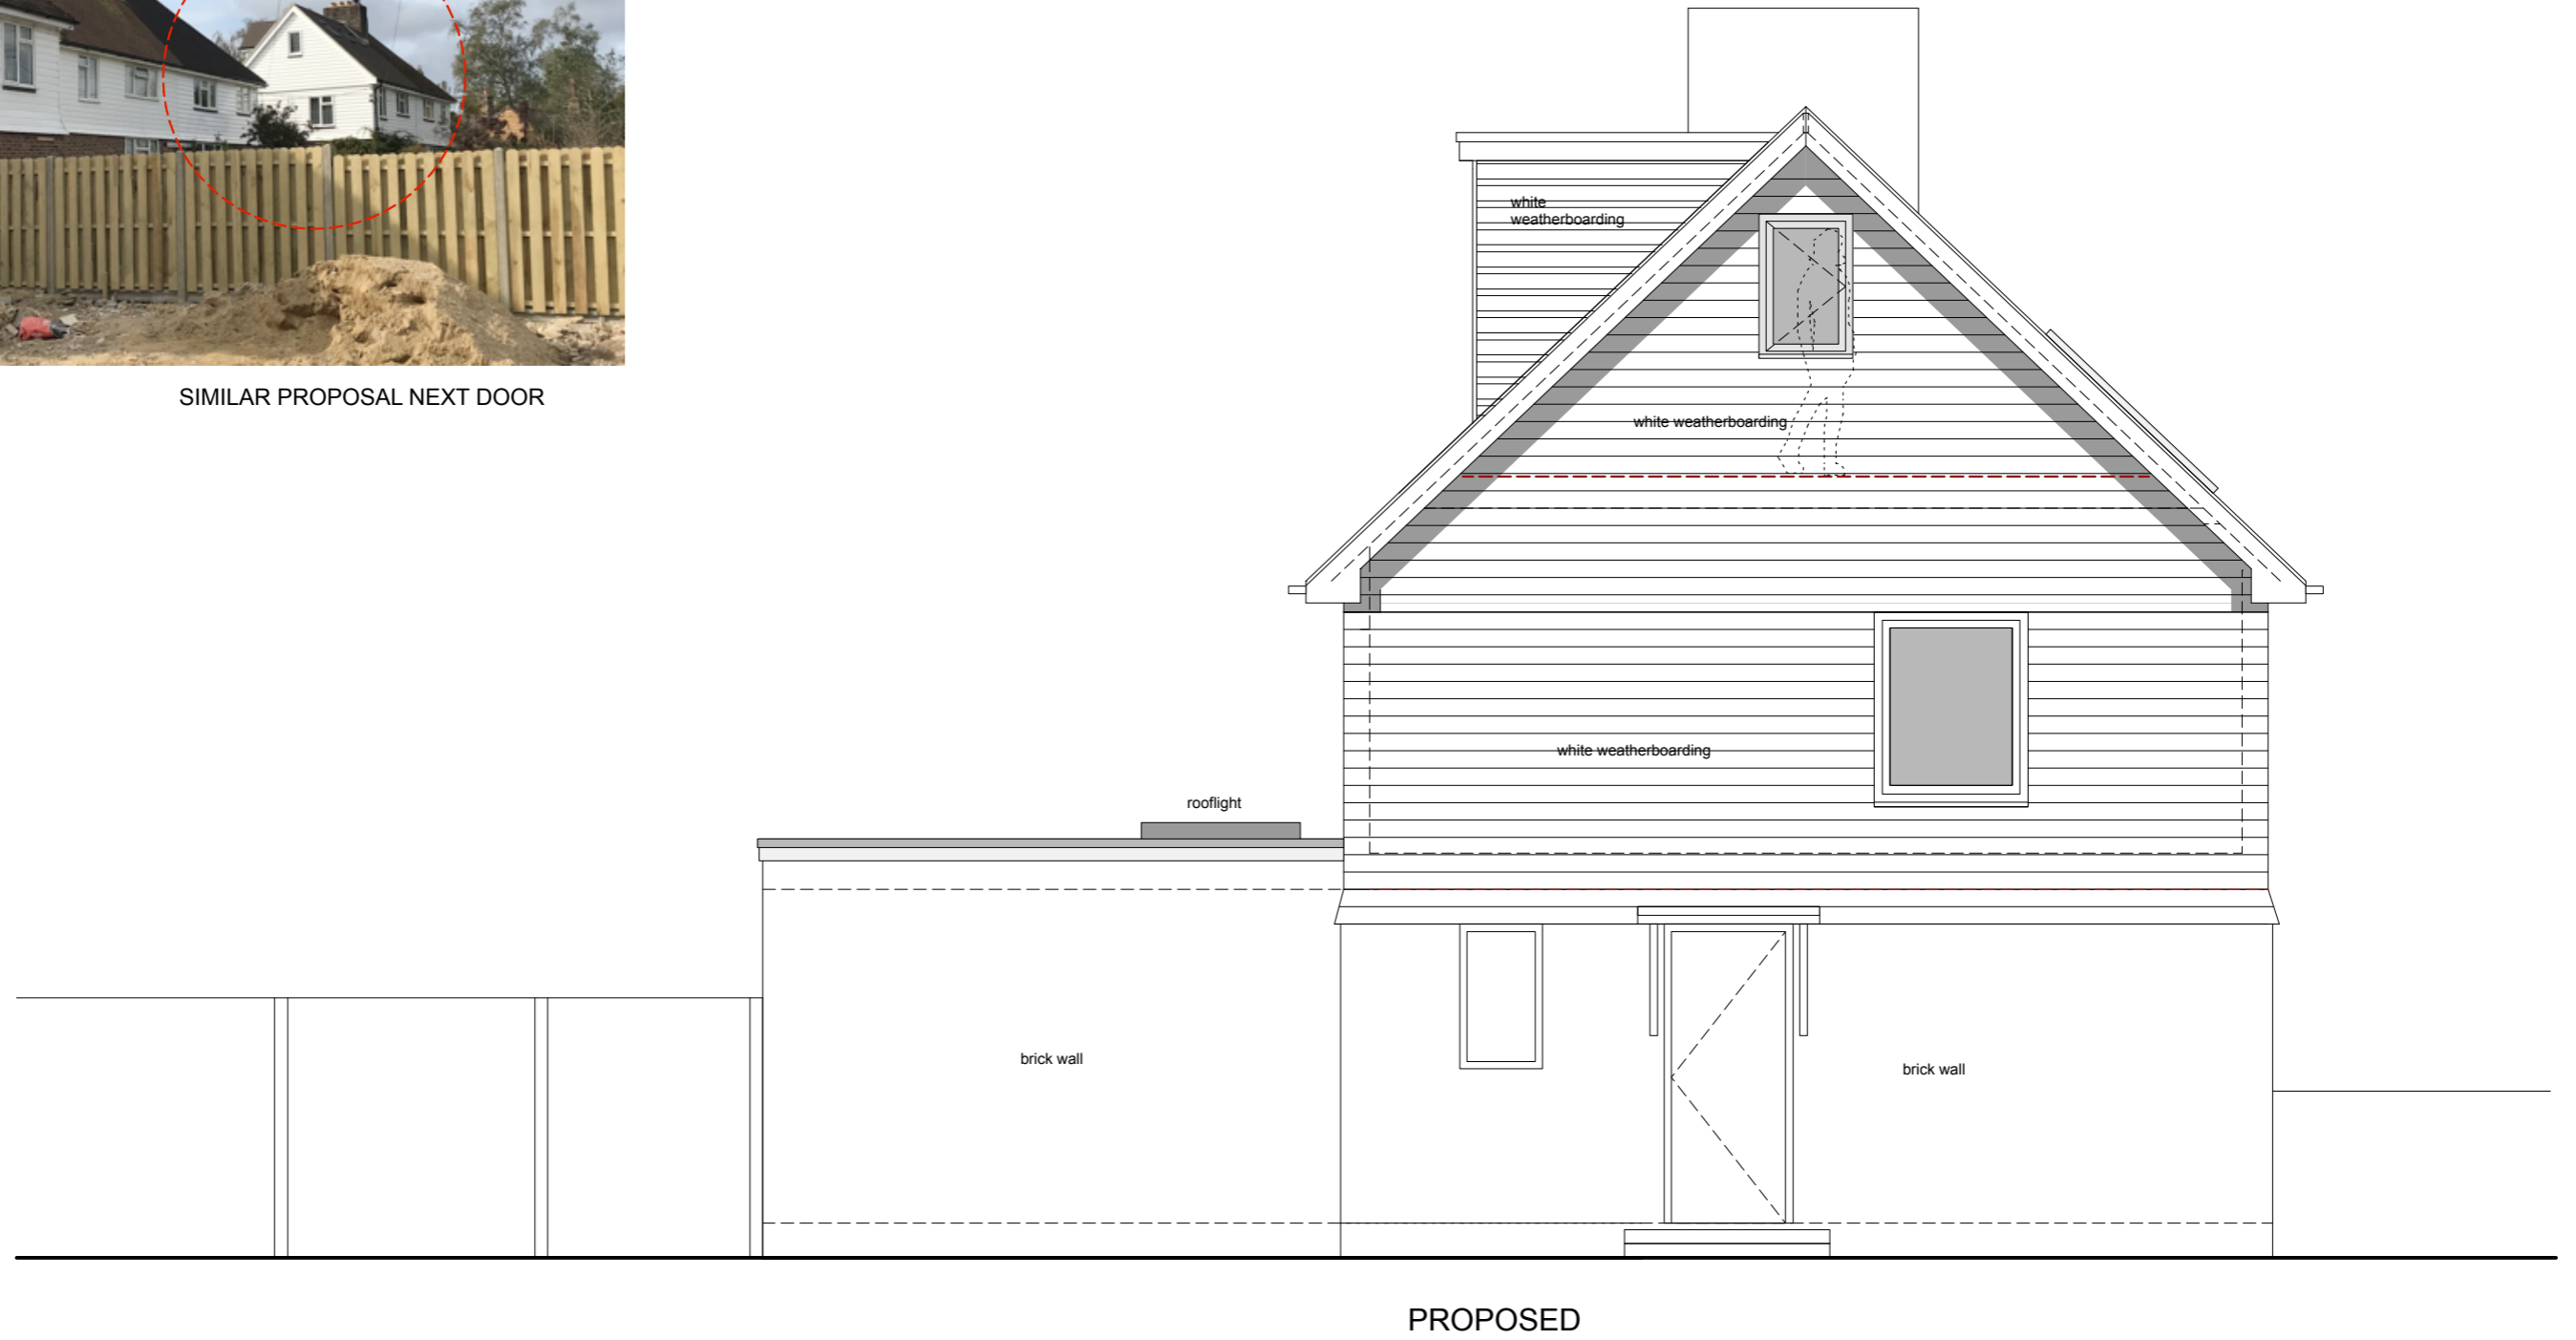 SIMILAR PROPOSAL NEXT DOOR
white
weatherboarding
white weatherboarding
white weatherboarding
rooflight
brick wall
brick wall
PROPOSED